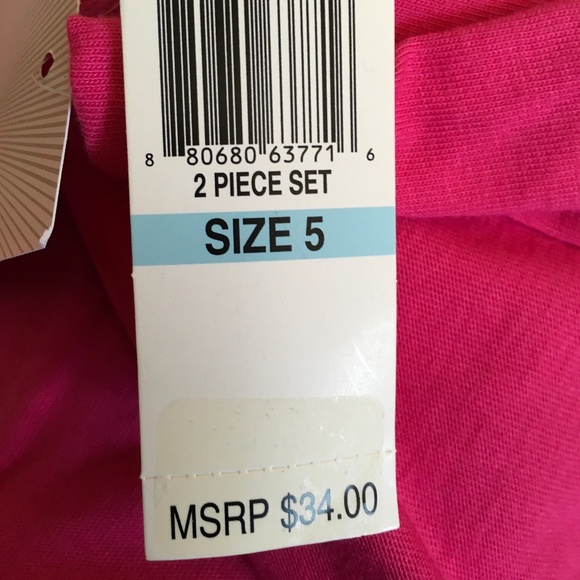 8 80680 63771 6
2 PIECE SET
SIZE 5
MSRP $34.00